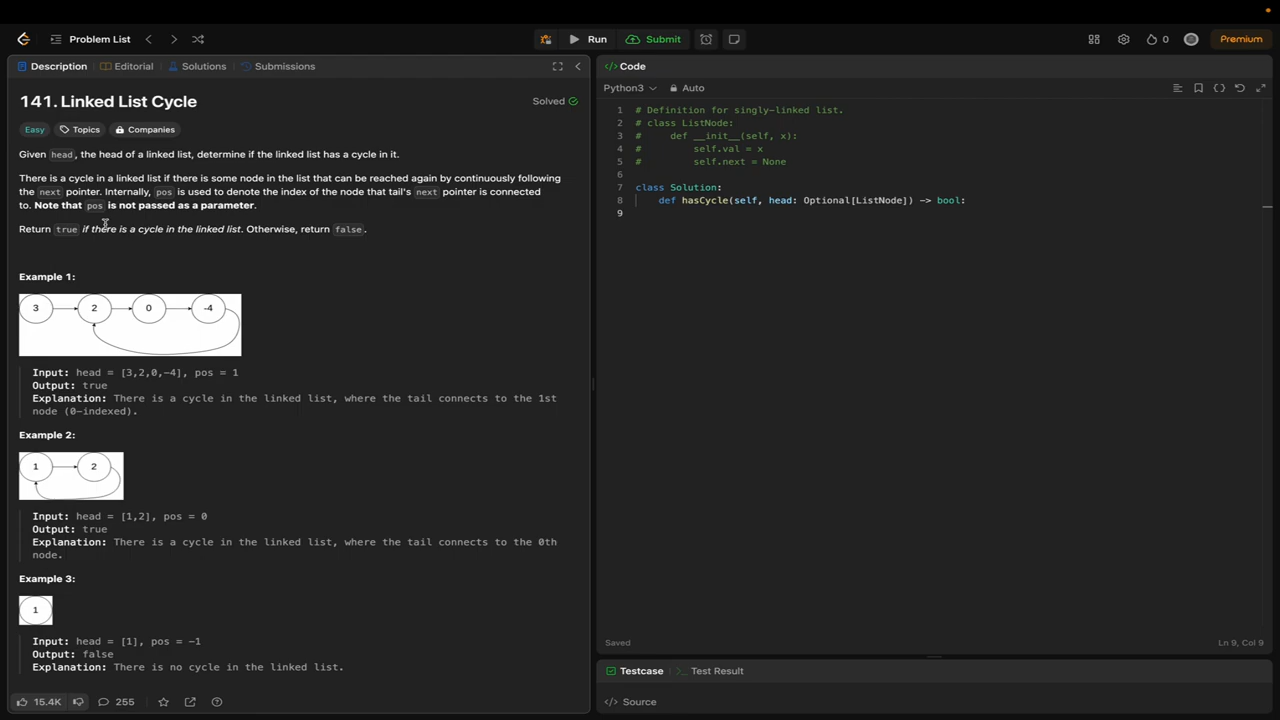 Problem List
Run
Submit
0
Premium
Description
Editorial
Solutions
Submissions
Code
Python3
Auto
141. Linked List Cycle
Solved
Easy
Topics
Companies
Given head, the head of a linked list, determine if the linked list has a cycle in it.
There is a cycle in a linked list if there is some node in the list that can be reached again by continuously following
the next pointer. Internally, pos is used to denote the index of the node that tail's next pointer is connected
to. Note that pos is not passed as a parameter.
Return true if there is a cycle in the linked list. Otherwise, return false.
Example 1:
3 2 0 -4
Input: head = [3,2,0,-4], pos = 1
Output: true
Explanation: There is a cycle in the linked list, where the tail connects to the 1st
node (0-indexed).
Example 2:
1 2
Input: head = [1,2], pos = 0
Output: true
Explanation: There is a cycle in the linked list, where the tail connects to the 0th
node.
Example 3:
1
Input: head = [1], pos = -1
Output: false
Explanation: There is no cycle in the linked list.
15.4K
255
1 # Definition for singly-linked list.
2 # class ListNode:
3 #     def __init__(self, x):
4 #         self.val = x
5 #         self.next = None
6
7 class Solution:
8     def hasCycle(self, head: Optional[ListNode]) -> bool:
9
Saved
Ln 9, Col 9
Testcase
Test Result
Source